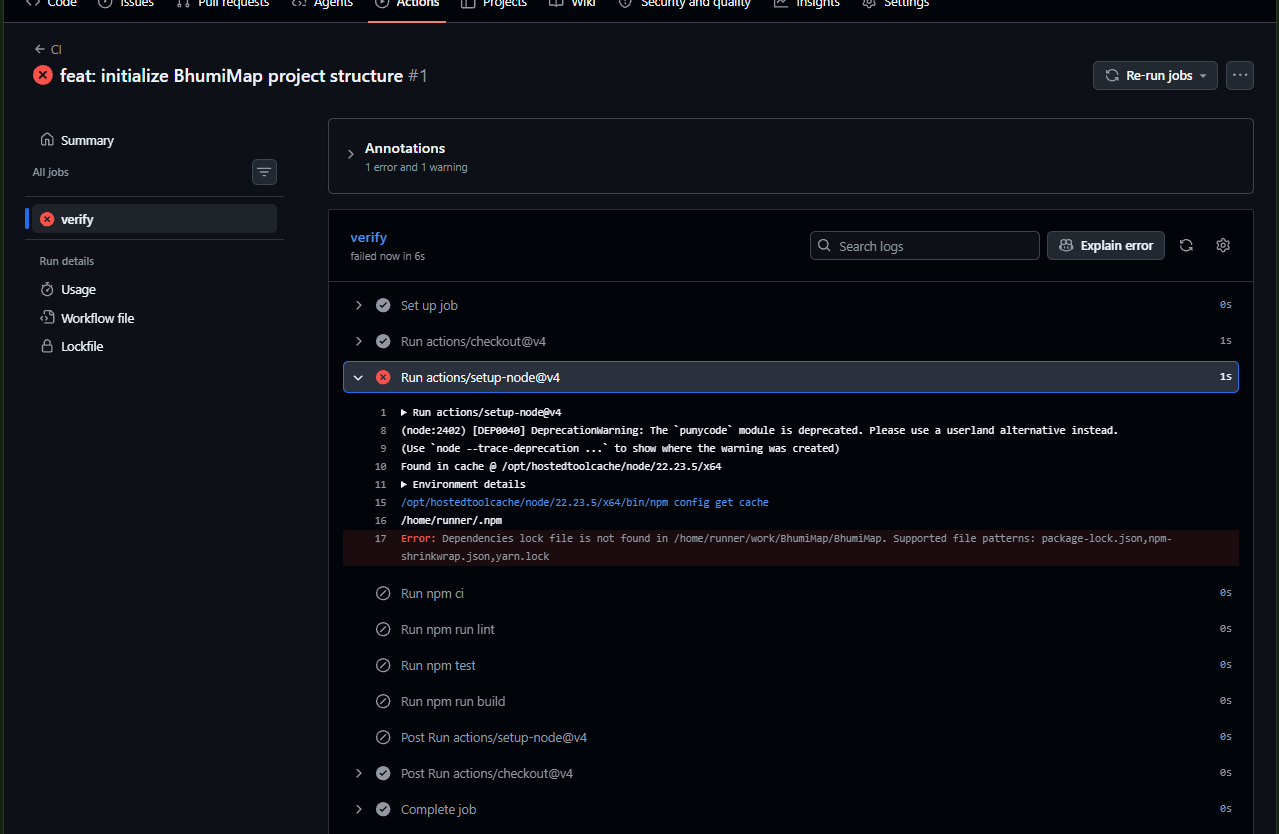 Code Issues Pull requests Agents Actions Projects Wiki Security and quality Insights Settings
CI
feat: initialize BhumiMap project structure #1
Re-run jobs
Summary
All jobs
verify
Run details
Usage
Workflow file
Lockfile
Annotations
1 error and 1 warning
verify
failed now in 6s
Search logs
Explain error
Set up job 0s
Run actions/checkout@v4 1s
Run actions/setup-node@v4 1s
1 Run actions/setup-node@v4
8 (node:2402) [DEP0040] DeprecationWarning: The `punycode` module is deprecated. Please use a userland alternative instead.
9 (Use `node --trace-deprecation ...` to show where the warning was created)
10 Found in cache @ /opt/hostedtoolcache/node/22.23.5/x64
11 Environment details
15 /opt/hostedtoolcache/node/22.23.5/x64/bin/npm config get cache
16 /home/runner/.npm
17 Error: Dependencies lock file is not found in /home/runner/work/BhumiMap/BhumiMap. Supported file patterns: package-lock.json,npm-
shrinkwrap.json,yarn.lock
Run npm ci 0s
Run npm run lint 0s
Run npm test 0s
Run npm run build 0s
Post Run actions/setup-node@v4 0s
Post Run actions/checkout@v4 0s
Complete job 0s